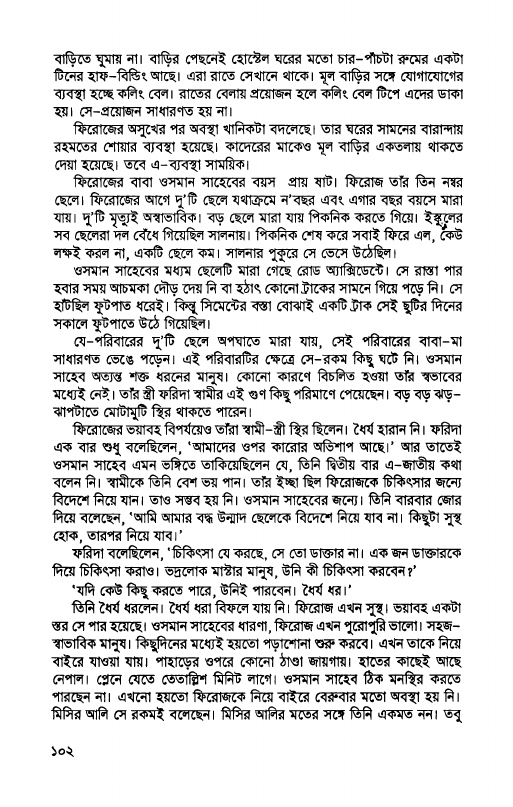 বাড়িতে ঘুমায় না। বাড়ির পেছনেই হোস্টেল ঘরের মতো চার-পাঁচটা রুমের একটা
টিনের হাফ-বিল্ডিং আছে। এরা রাতে সেখানে থাকে। মূল বাড়ির সঙ্গে যোগাযোগের
ব্যবস্থা হচ্ছে কলিং বেল। রাতের বেলায় প্রয়োজন হলে কলিং বেল টিপে এদের ডাকা
হয়। সে-প্রয়োজন সাধারণত হয় না।
ফিরোজের অসুখের পর অবস্থা খানিকটা বদলেছে। তার ঘরের সামনের বারান্দায়
রহমতের শোয়ার ব্যবস্থা হয়েছে। কাদেরের মাকেও মূল বাড়ির একতলায় থাকতে
দেয়া হয়েছে। তবে এ-ব্যবস্থা সাময়িক।
ফিরোজের বাবা ওসমান সাহেবের বয়স প্রায় ষাট। ফিরোজ তাঁর তিন নম্বর
ছেলে। ফিরোজের আগে দু'টি ছেলে যথাক্রমে ন'বছর এবং এগার বছর বয়সে মারা
যায়। দু'টি মৃত্যুই অস্বাভাবিক। বড় ছেলে মারা যায় পিকনিক করতে গিয়ে। ইস্কুলের
সব ছেলেরা দল বেঁধে গিয়েছিল সালনায়। পিকনিক শেষ করে সবাই ফিরে এল, কেউ
লক্ষই করল না, একটি ছেলে কম। সালনার পুকুরে সে ভেসে উঠেছিল।
ওসমান সাহেবের মধ্যম ছেলেটি মারা গেছে রোড অ্যাক্সিডেন্টে। সে রাস্তা পার
হবার সময় আচমকা দৌড় দেয় নি বা হঠাৎ কোনো ট্রাকের সামনে গিয়ে পড়ে নি। সে
হাঁটছিল ফুটপাত ধরেই। কিন্তু সিমেন্টের বস্তা বোঝাই একটি ট্রাক সেই ছুটির দিনের
সকালে ফুটপাতে উঠে গিয়েছিল।
যে-পরিবারের দু'টি ছেলে অপঘাতে মারা যায়, সেই পরিবারের বাবা-মা
সাধারণত ভেঙে পড়েন। এই পরিবারটির ক্ষেত্রে সে-রকম কিছু ঘটে নি। ওসমান
সাহেব অত্যন্ত শক্ত ধরনের মানুষ। কোনো কারণে বিচলিত হওয়া তাঁর স্বভাবের
মধ্যেই নেই। তাঁর স্ত্রী ফরিদা স্বামীর এই গুণ কিছু পরিমাণে পেয়েছেন। বড় বড় ঝড়-
ঝাপটাতে মোটামুটি স্থির থাকতে পারেন।
ফিরোজের ভয়াবহ বিপর্যয়েও তাঁরা স্বামী-স্ত্রী স্থির ছিলেন। ধৈর্য হারান নি। ফরিদা
এক বার শুধু বলেছিলেন, 'আমাদের ওপর কারোর অভিশাপ আছে।' আর তাতেই
ওসমান সাহেব এমন ভঙ্গিতে তাকিয়েছিলেন যে, তিনি দ্বিতীয় বার এ-জাতীয় কথা
বলেন নি। স্বামীকে তিনি বেশ ভয় পান। তাঁর ইচ্ছা ছিল ফিরোজকে চিকিৎসার জন্যে
বিদেশে নিয়ে যান। তাও সম্ভব হয় নি। ওসমান সাহেবের জন্যে। তিনি বারবার জোর
দিয়ে বলেছেন, 'আমি আমার বদ্ধ উন্মাদ ছেলেকে বিদেশে নিয়ে যাব না। কিছুটা সুস্থ
হোক, তারপর নিয়ে যাব।'
ফরিদা বলেছিলেন, 'চিকিৎসা যে করছে, সে তো ডাক্তার না। এক জন ডাক্তারকে
দিয়ে চিকিৎসা করাও। ভদ্রলোক মাস্টার মানুষ, উনি কী চিকিৎসা করবেন?'
'যদি কেউ কিছু করতে পারে, উনিই পারবেন। ধৈর্য ধর।'
তিনি ধৈর্য ধরলেন। ধৈর্য ধরা বিফলে যায় নি। ফিরোজ এখন সুস্থ। ভয়াবহ একটা
স্তর সে পার হয়েছে। ওসমান সাহেবের ধারণা, ফিরোজ এখন পুরোপুরি ভালো। সহজ-
স্বাভাবিক মানুষ। কিছুদিনের মধ্যেই হয়তো পড়াশোনা শুরু করবে। এখন তাকে নিয়ে
বাইরে যাওয়া যায়। পাহাড়ের ওপরে কোনো ঠাণ্ডা জায়গায়। হাতের কাছেই আছে
নেপাল। প্লেনে যেতে তেতাল্লিশ মিনিট লাগে। ওসমান সাহেব ঠিক মনস্থির করতে
পারছেন না। এখনো হয়তো ফিরোজকে নিয়ে বাইরে বেরুবার মতো অবস্থা হয় নি।
মিসির আলি সে রকমই বলেছেন। মিসির আলির মতের সঙ্গে তিনি একমত নন। তবু
১০২